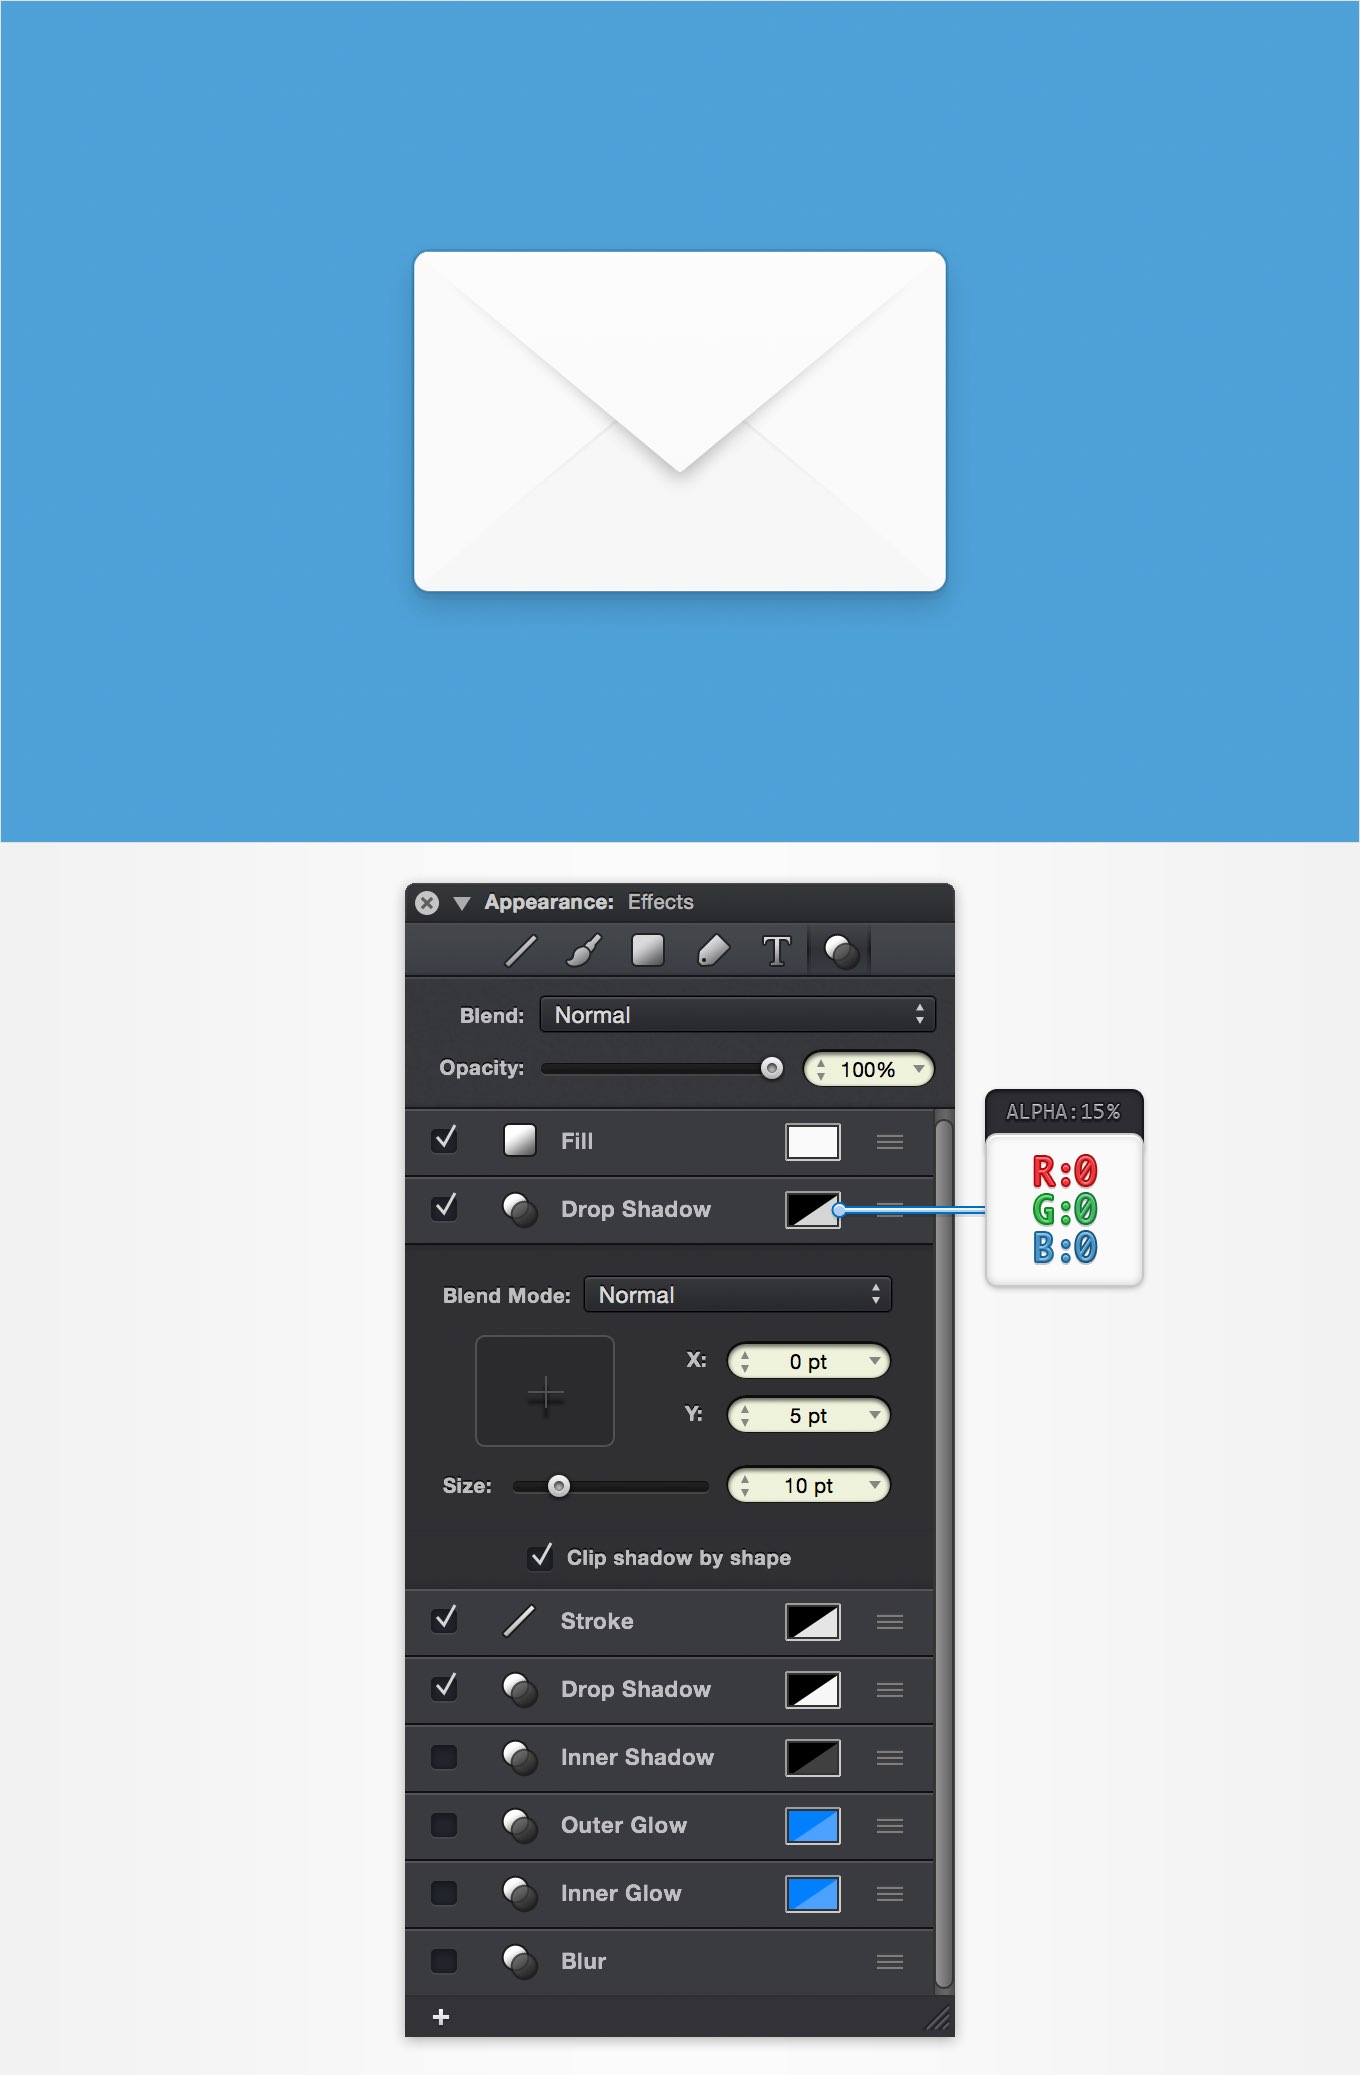 Appearance: Effects
T
Blend: Normal
Opacity: 100%
Fill
ALPHA:15%
R:0
G:0
B:0
Drop Shadow
Blend Mode: Normal
X: 0 pt
Y: 5 pt
Size: 10 pt
Clip shadow by shape
Stroke
Drop Shadow
Inner Shadow
Outer Glow
Inner Glow
Blur
+